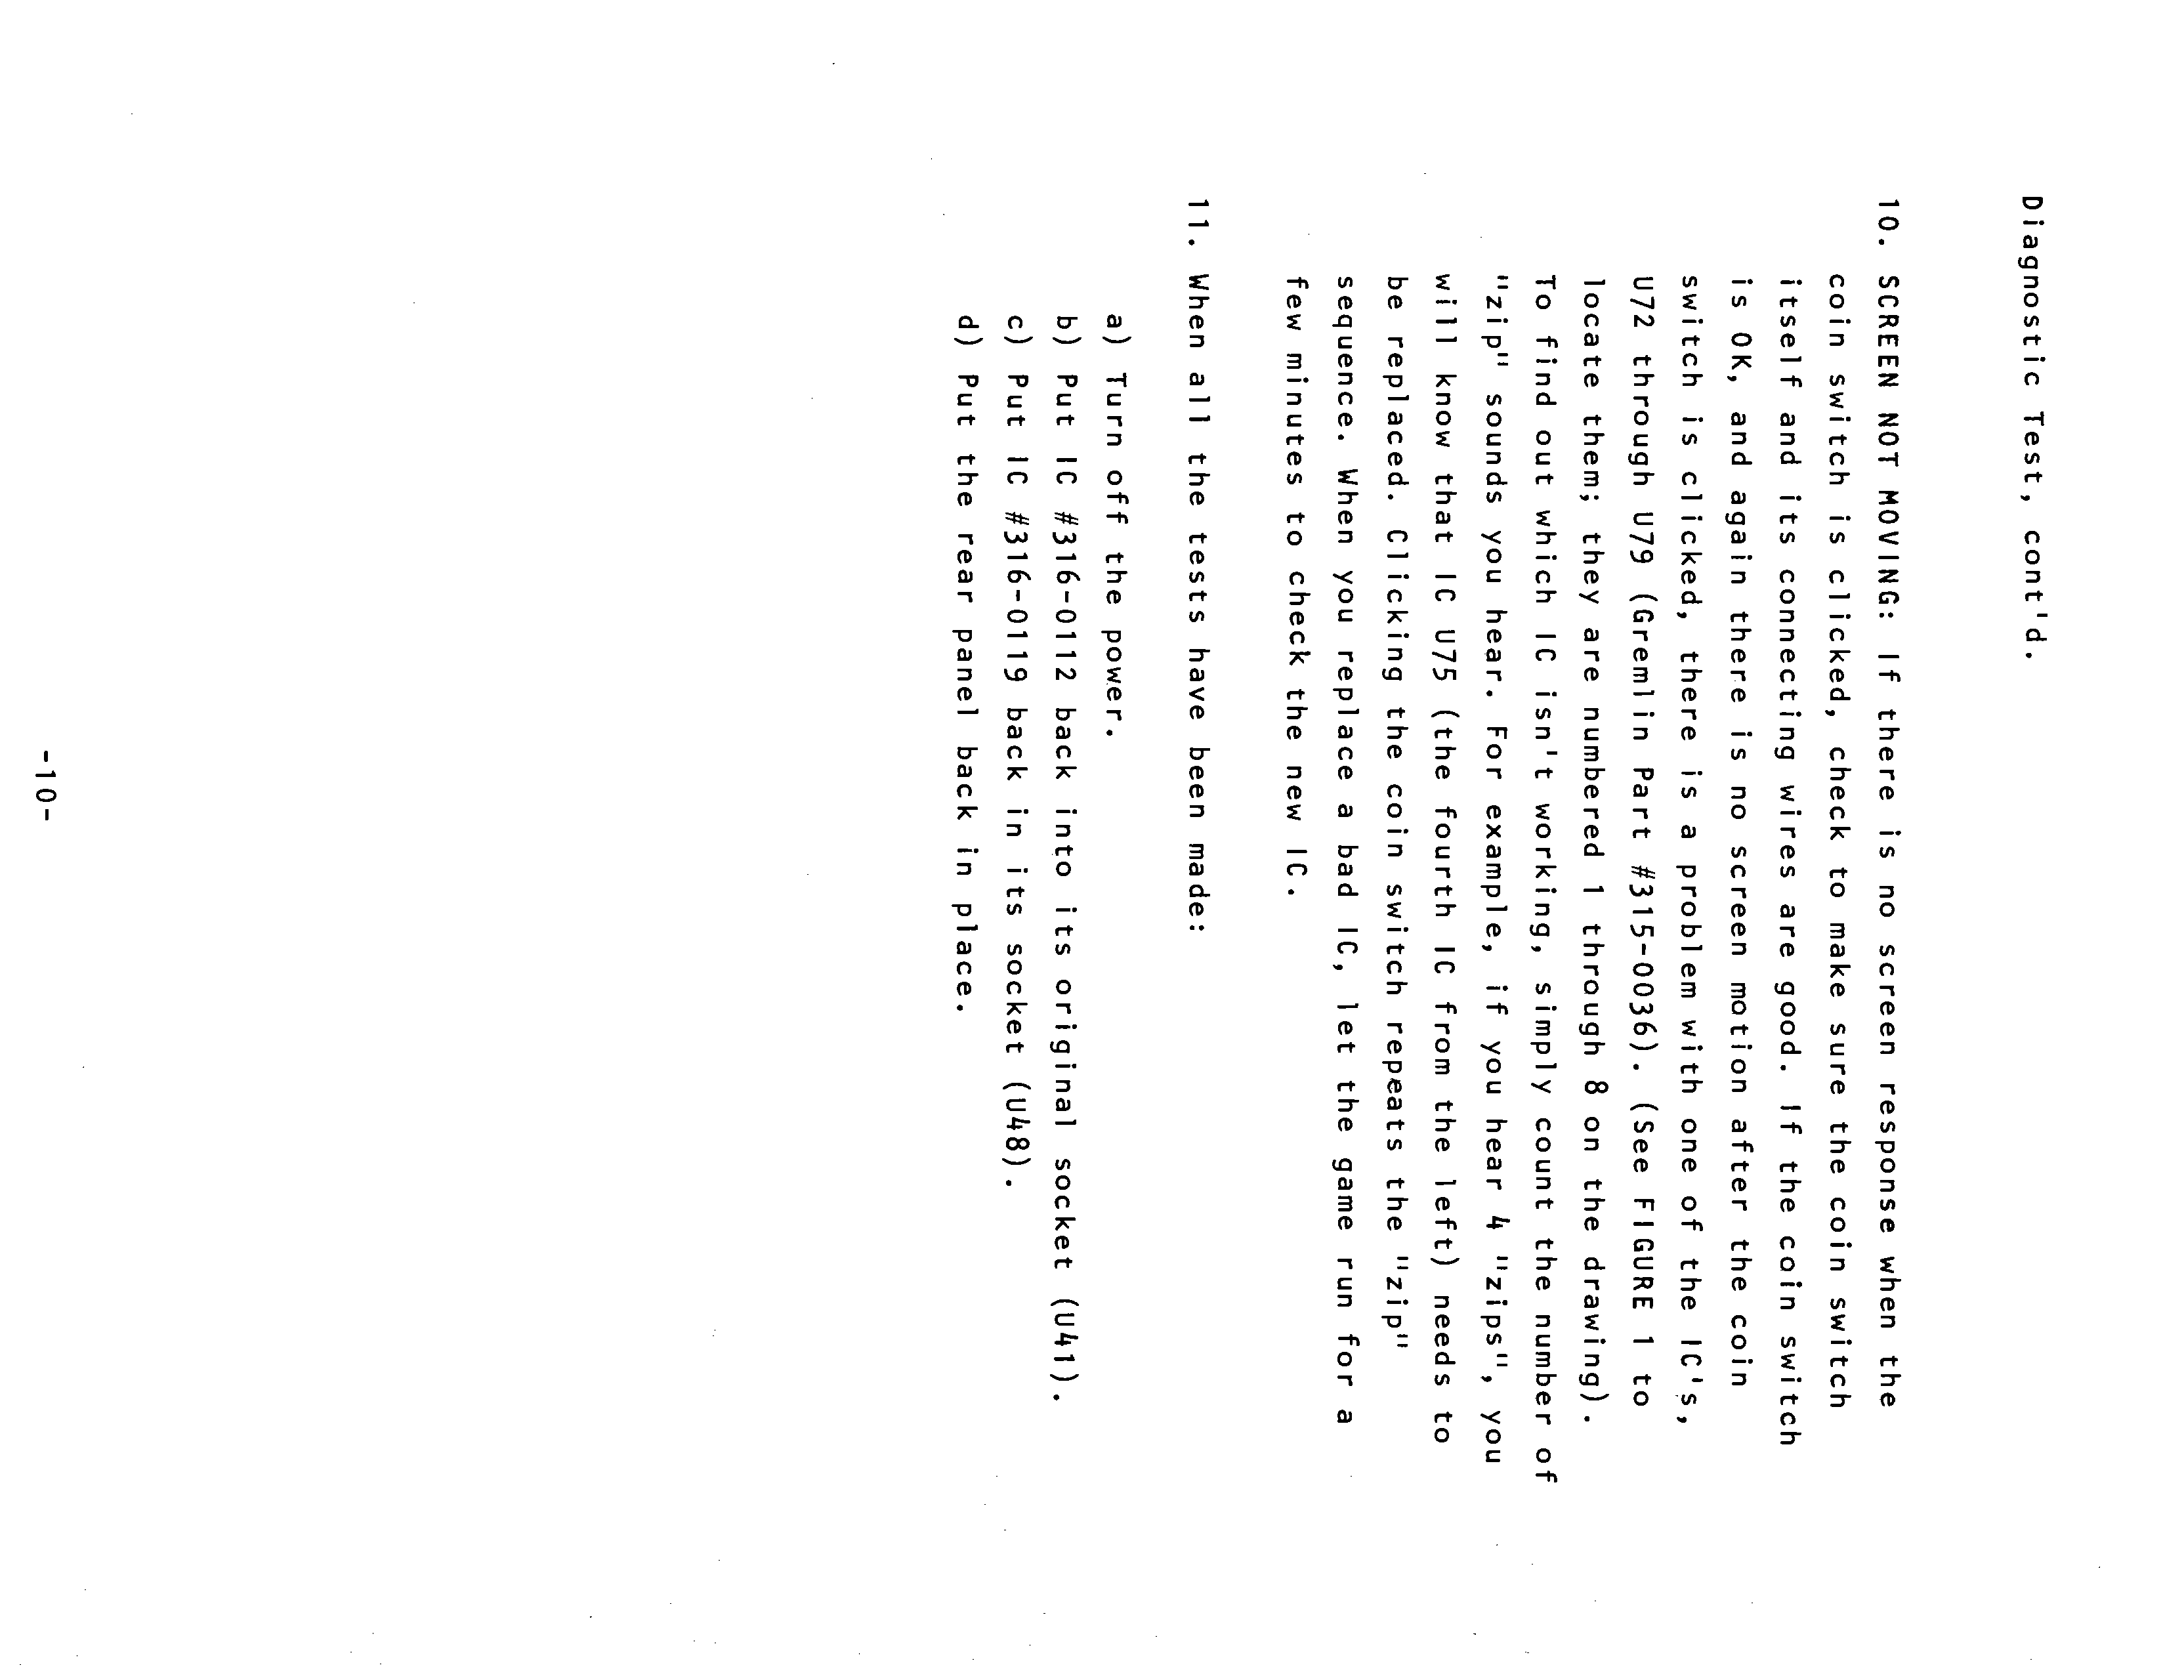 Diagnostic Test, cont'd.
10. SCREEN NOT MOVING: If there is no screen response when the
coin switch is clicked, check to make sure the coin switch
itself and its connecting wires are good. If the coin switch
is OK, and again there is no screen motion after the coin
switch is clicked, there is a problem with one of the IC's,
U72 through U79 (Gremlin Part #315-0036). (See FIGURE 1 to
locate them; they are numbered 1 through 8 on the drawing).
To find out which IC isn't working, simply count the number of
"zip" sounds you hear. For example, if you hear 4 "zips", you
will know that IC U75 (the fourth IC from the left) needs to
be replaced. Clicking the coin switch repeats the "zip"
sequence. When you replace a bad IC, let the game run for a
few minutes to check the new IC.
11. When all the tests have been made:
a) Turn off the power.
b) Put IC #316-0112 back into its original socket (U41).
c) Put IC #316-0119 back in its socket (U48).
d) Put the rear panel back in place.
-10-